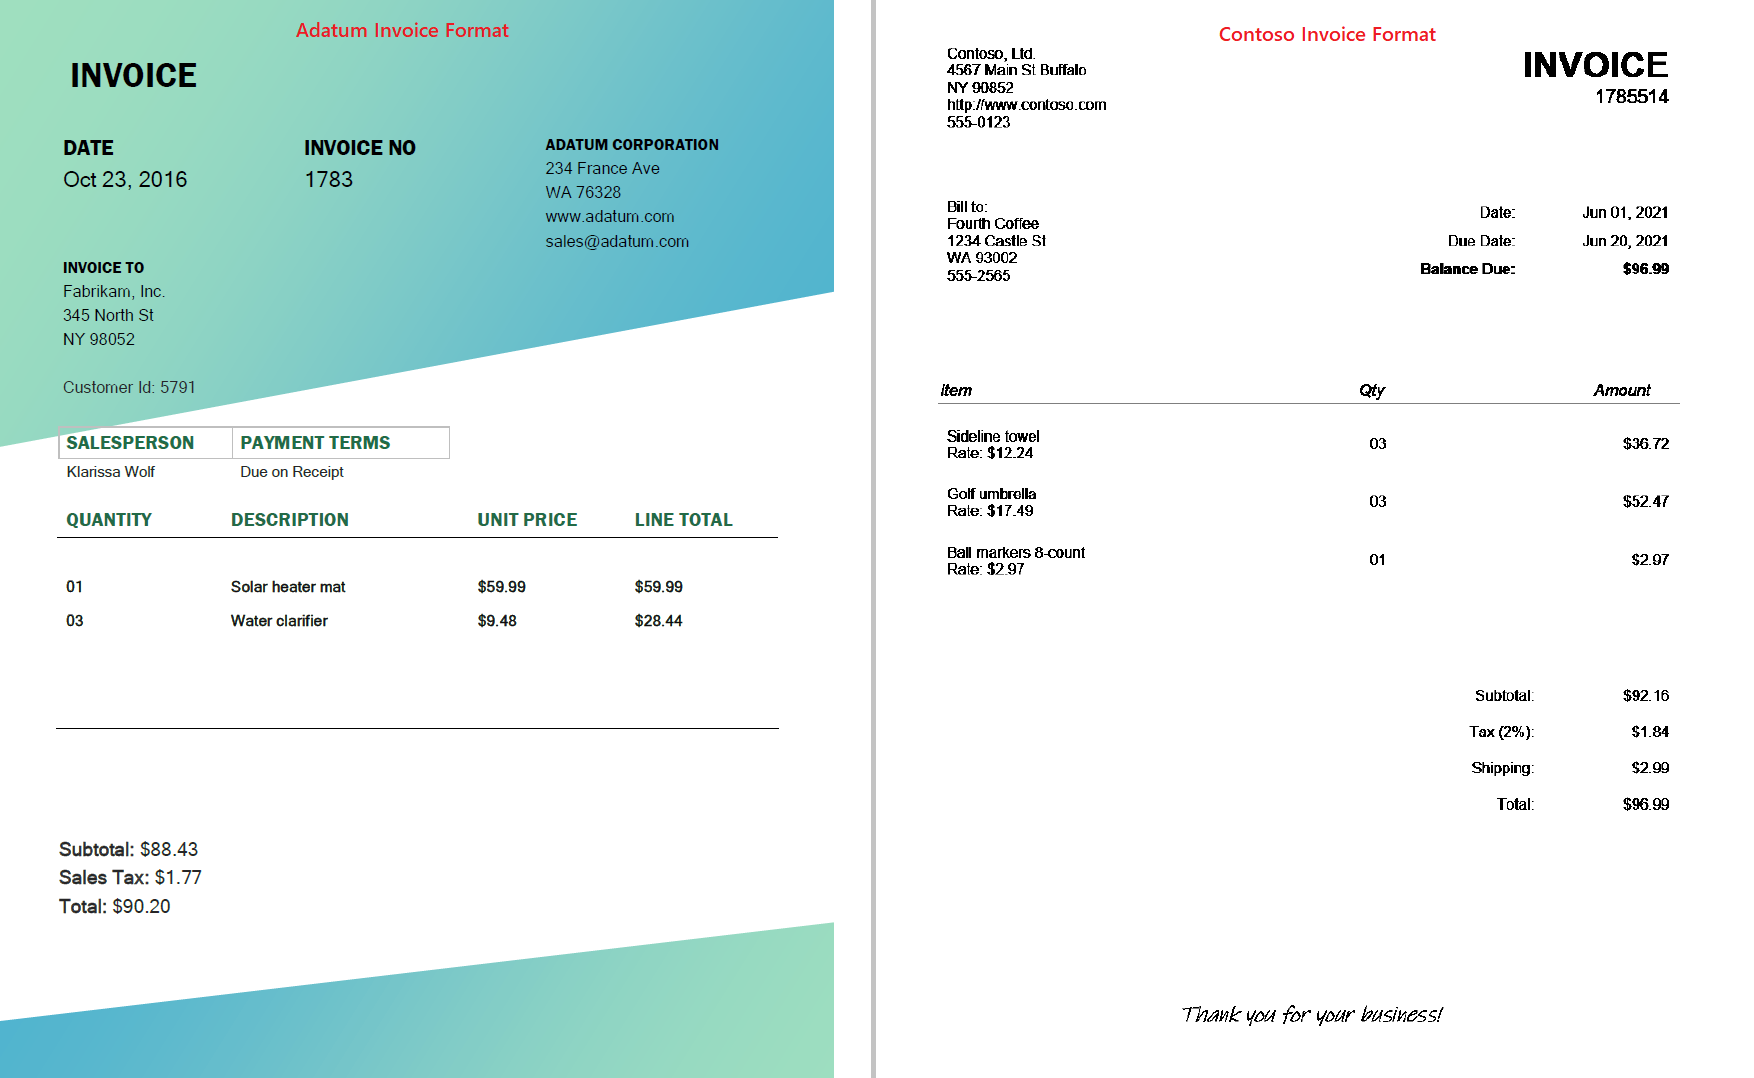 Adatum Invoice Format
INVOICE
DATE
Oct 23, 2016
INVOICE NO
1783
ADATUM CORPORATION
234 France Ave
WA 76328
www.adatum.com
sales@adatum.com
INVOICE TO
Fabrikam, Inc.
345 North St
NY 98052
Customer Id: 5791
SALESPERSON PAYMENT TERMS
Klarissa Wolf Due on Receipt
QUANTITY DESCRIPTION UNIT PRICE LINE TOTAL
01 Solar heater mat $59.99 $59.99
03 Water clarifier $9.48 $28.44
Subtotal: $88.43
Sales Tax: $1.77
Total: $90.20
Contoso Invoice Format
Contoso, Ltd.
4567 Main St Buffalo
NY 90852
http://www.contoso.com
555-0123
INVOICE
1785514
Bill to:
Fourth Coffee
1234 Castle St
WA 93002
555-2565
Date: Jun 01, 2021
Due Date: Jun 20, 2021
Balance Due: $96.99
Item Qty Amount
Sideline towel
Rate: $12.24 03 $36.72
Golf umbrella
Rate: $17.49 03 $52.47
Ball markers 8-count
Rate: $2.97 01 $2.97
Subtotal: $92.16
Tax (2%): $1.84
Shipping: $2.99
Total: $96.99
Thank you for your business!